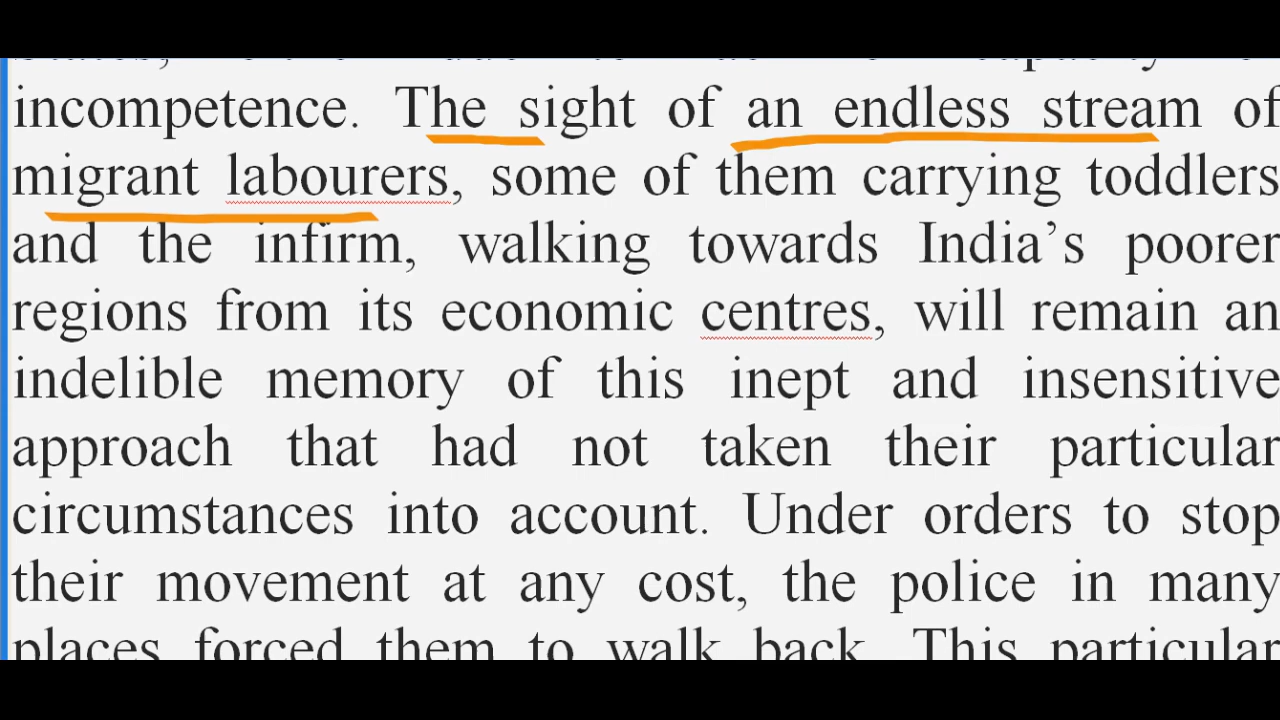 incompetence. The sight of an endless stream of
migrant labourers, some of them carrying toddlers
and the infirm, walking towards India’s poorer
regions from its economic centres, will remain an
indelible memory of this inept and insensitive
approach that had not taken their particular
circumstances into account. Under orders to stop
their movement at any cost, the police in many
places forced them to walk back. This particular